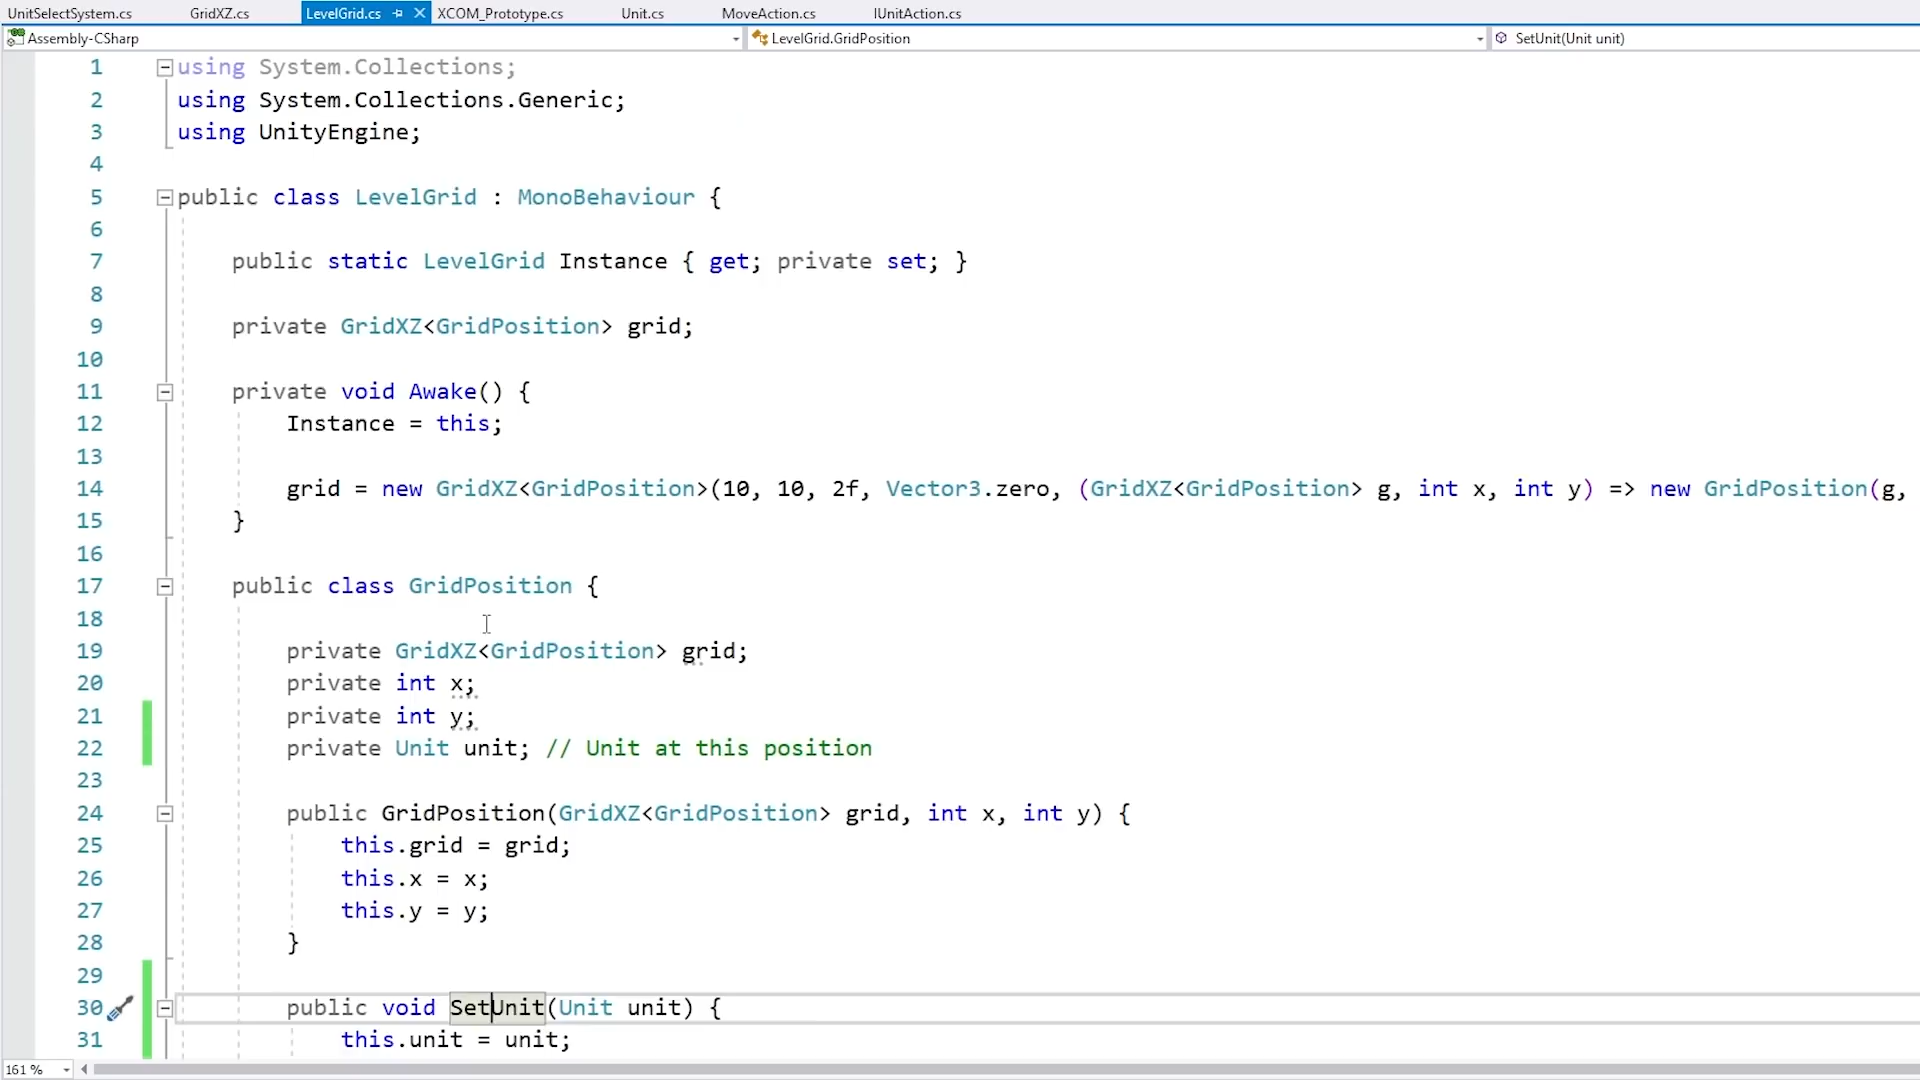 UnitSelectSystem.cs GridXZ.cs LevelGrid.cs XCOM_Prototype.cs Unit.cs MoveAction.cs IUnitAction.cs
Assembly-CSharp LevelGrid.GridPosition SetUnit(Unit unit)
1 using System.Collections;
2 using System.Collections.Generic;
3 using UnityEngine;
4
5 public class LevelGrid : MonoBehaviour {
6
7 public static LevelGrid Instance { get; private set; }
8
9 private GridXZ<GridPosition> grid;
10
11 private void Awake() {
12 Instance = this;
13
14 grid = new GridXZ<GridPosition>(10, 10, 2f, Vector3.zero, (GridXZ<GridPosition> g, int x, int y) => new GridPosition(g,
15 }
16
17 public class GridPosition {
18
19 private GridXZ<GridPosition> grid;
20 private int x;
21 private int y;
22 private Unit unit; // Unit at this position
23
24 public GridPosition(GridXZ<GridPosition> grid, int x, int y) {
25 this.grid = grid;
26 this.x = x;
27 this.y = y;
28 }
29
30 public void SetUnit(Unit unit) {
31 this.unit = unit;
161 %